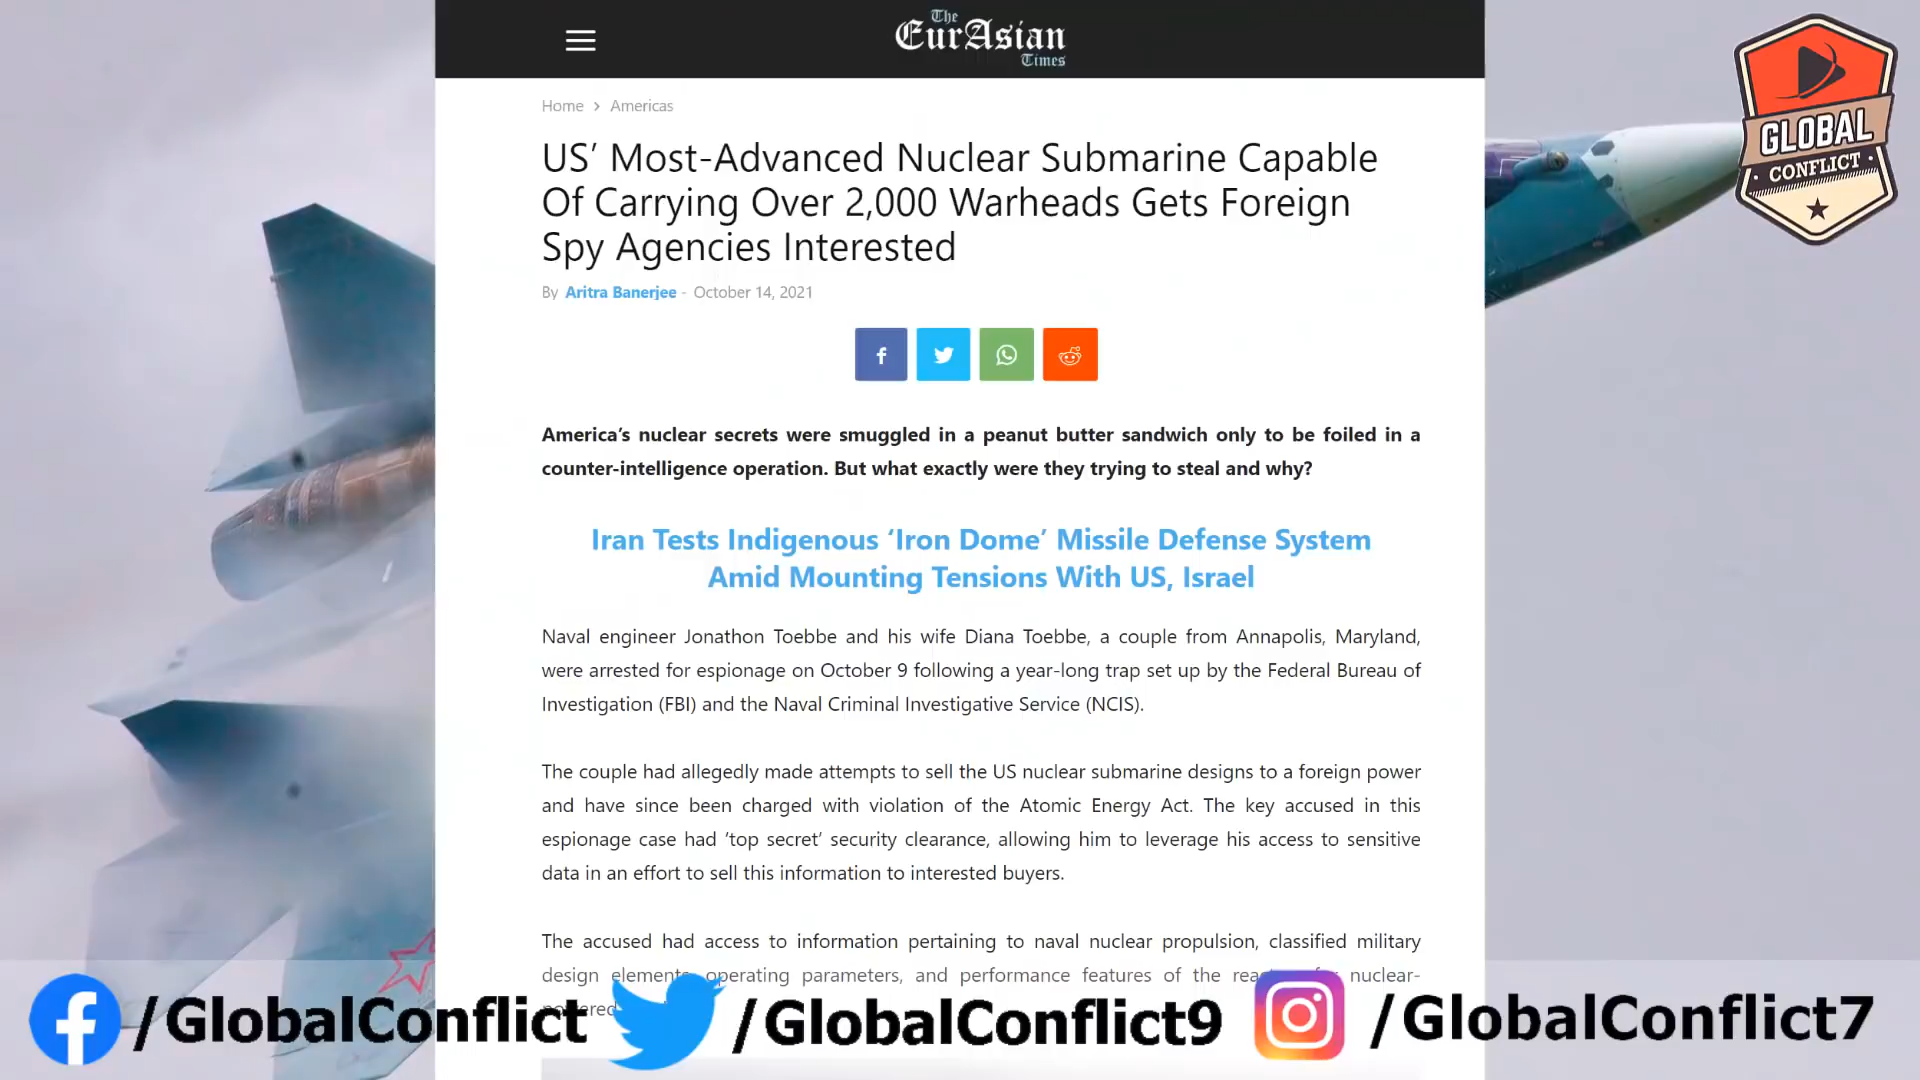 The
EurAsian
Times
Home > Americas
US’ Most-Advanced Nuclear Submarine Capable
Of Carrying Over 2,000 Warheads Gets Foreign
Spy Agencies Interested
By Aritra Banerjee - October 14, 2021
America’s nuclear secrets were smuggled in a peanut butter sandwich only to be foiled in a
counter-intelligence operation. But what exactly were they trying to steal and why?
Iran Tests Indigenous ‘Iron Dome’ Missile Defense System
Amid Mounting Tensions With US, Israel
Naval engineer Jonathon Toebbe and his wife Diana Toebbe, a couple from Annapolis, Maryland,
were arrested for espionage on October 9 following a year-long trap set up by the Federal Bureau of
Investigation (FBI) and the Naval Criminal Investigative Service (NCIS).
The couple had allegedly made attempts to sell the US nuclear submarine designs to a foreign power
and have since been charged with violation of the Atomic Energy Act. The key accused in this
espionage case had ‘top secret’ security clearance, allowing him to leverage his access to sensitive
data in an effort to sell this information to interested buyers.
The accused had access to information pertaining to naval nuclear propulsion, classified military
design elements, operating parameters, and performance features of the nuclear-
GLOBAL
CONFLICT
/GlobalConflict
/GlobalConflict9
/GlobalConflict7